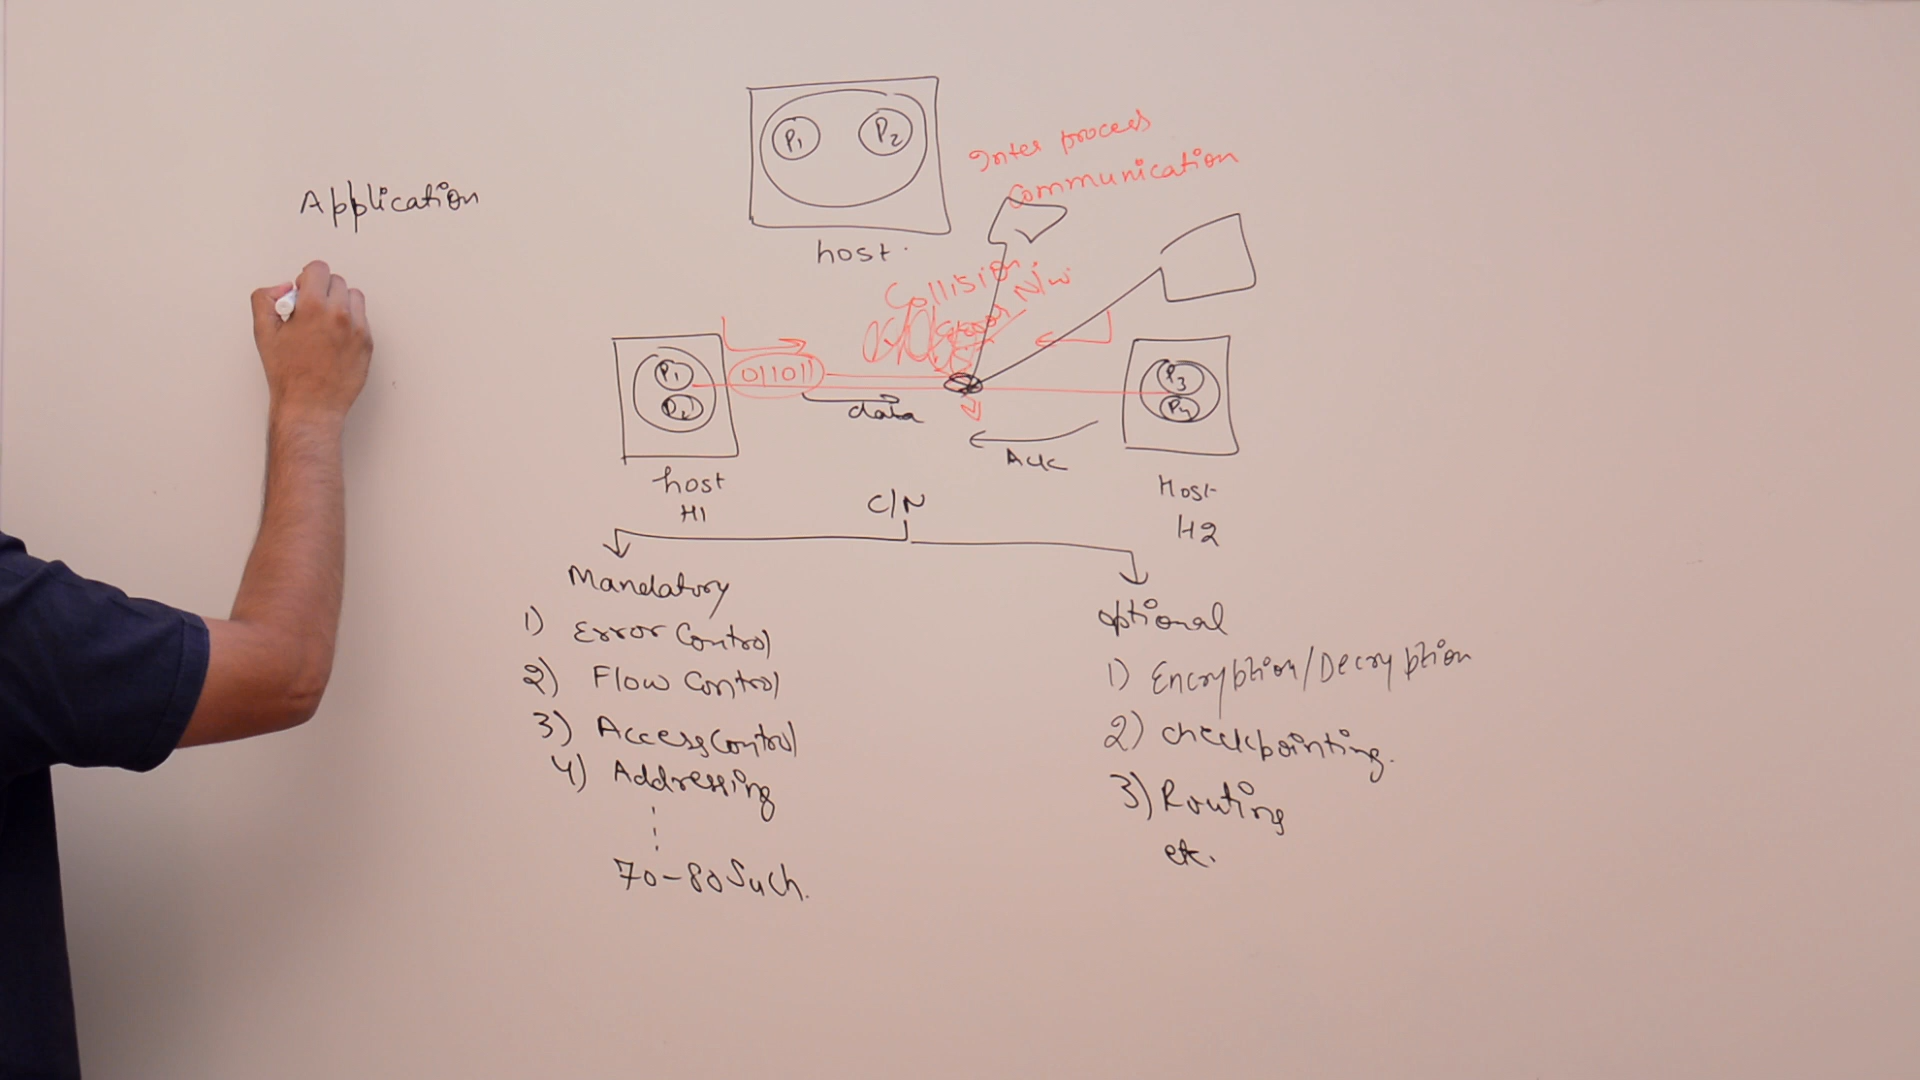 P1 P2
Inter process
Communication
Application
host.
Collision
Error N/w
P1
P2
011011
P3
P4
data
Ack
host
H1
C/N
Host
H2
Mandatory
1) Error Control
2) Flow Control
3) Access Control
4) Addressing
70-80 Such.
optional
1) Encryption/Decryption
2) checkpointing.
3) Routing
etc.